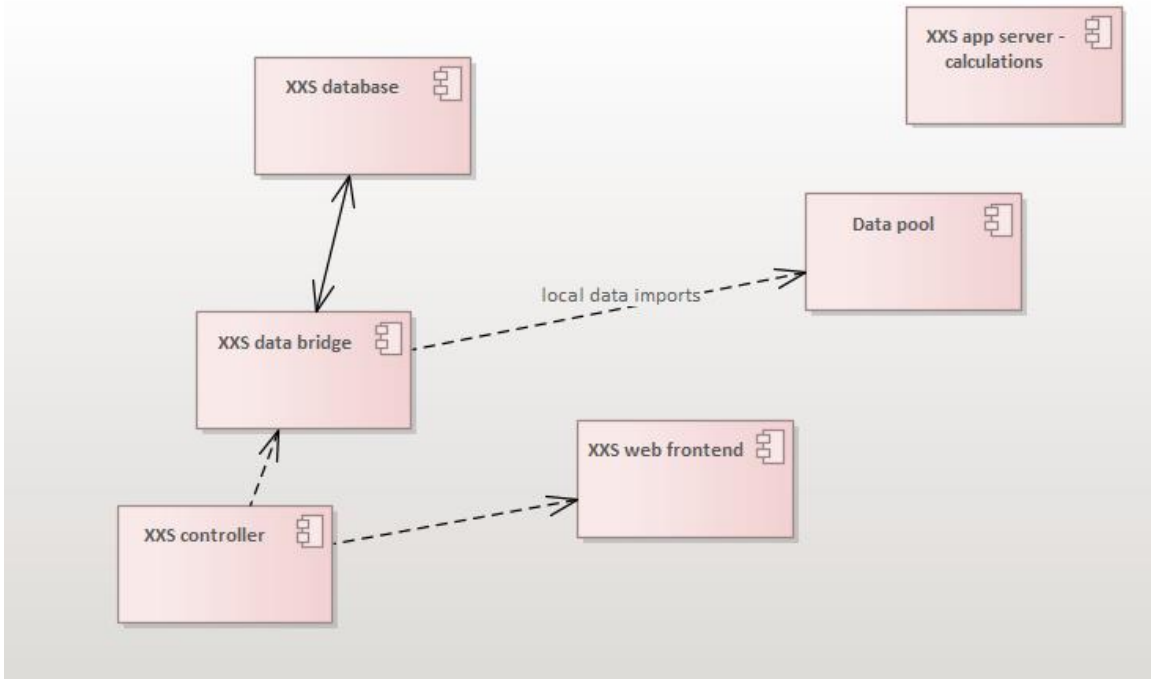 XXS app server -
calculations
XXS database
Data pool
local data imports
XXS data bridge
XXS web frontend
XXS controller